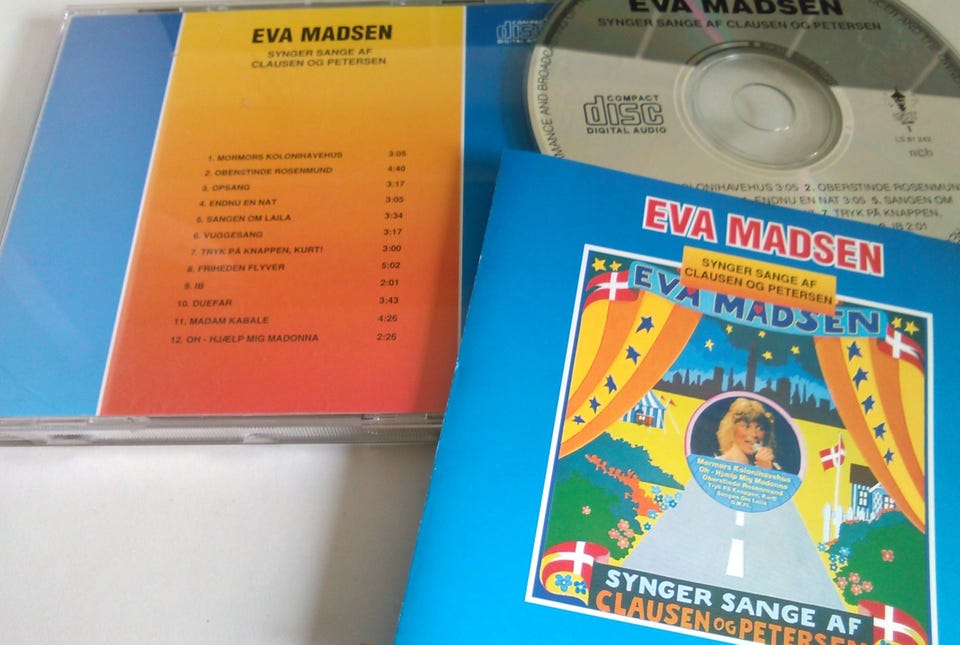 EVA MADSEN
SYNGER SANGE AF
CLAUSEN OG PETERSEN
1. MORMORS KOLONIHAVEHUS 3:05
2. OBERSTINDE ROSENMUND 4:40
3. OPSANG 3:17
4. ENDNU EN NAT 3:05
5. SANGEN OM LAILA 3:34
6. VUGGESANG 3:17
7. TRYK PÅ KNAPPEN, KURT! 3:00
8. FRIHEDEN FLYVER 5:02
9. IB 2:01
10. DUEFAR 3:43
11. MADAM KABALE 4:26
12. OH - HJÆLP MIG MADONNA 2:26
DIGITAL AUDIO
EVA MADSEN
SYNGER SANGE AF CLAUSEN OG PETERSEN
COMPACT
disc
DIGITAL AUDIO
ncb
3:05 2. OBERSTINDE ROSENMUND
ENDNU EN NAT 3:05 5. SANGEN OM
7. TRYK PÅ KNAPPEN,
IB 2:01
EVA MADSEN
SYNGER SANGE AF
CLAUSEN OG PETERSEN
EVA MADSEN
Mormors Kolonihavehus
Oh - Hjælp Mig Madonna
Oberstinde Rosenmund
Tryk På Knappen, Kurt!
Sangen Om Laila
O.M.Fl.
SYNGER SANGE AF
CLAUSEN OG PETERSEN